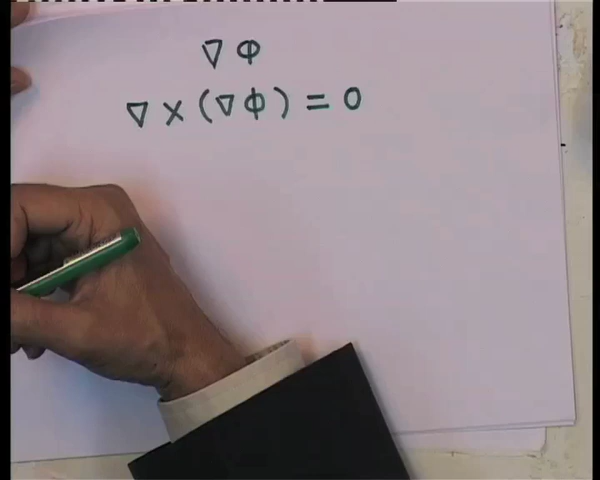 ∇ Φ
∇ × (∇Φ) = 0